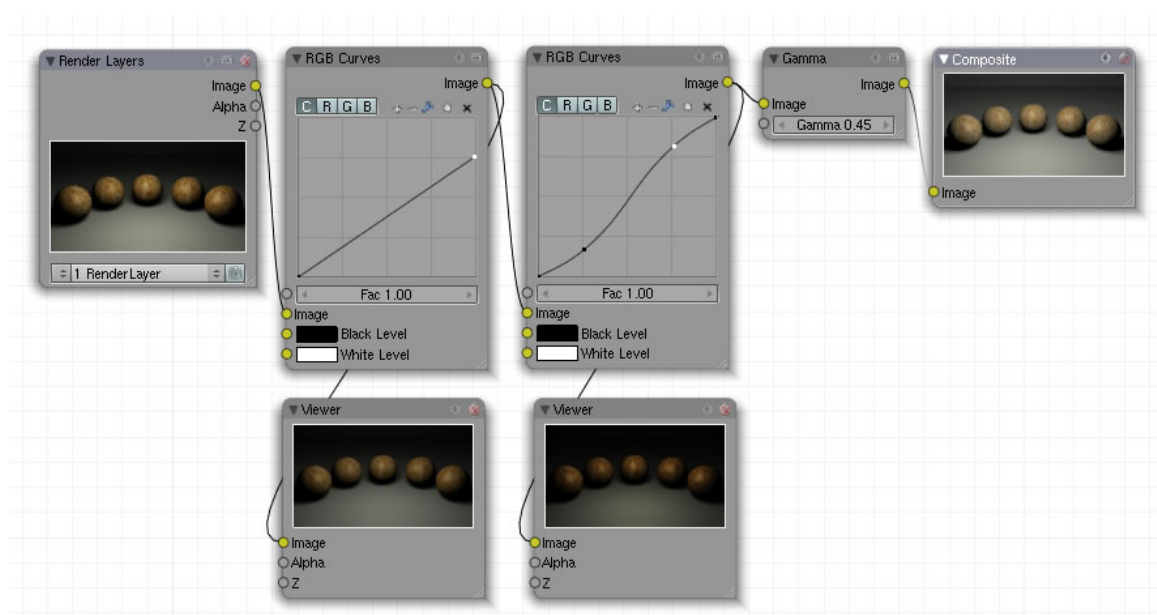 Render Layers
Image
Alpha
Z
1 RenderLayer
RGB Curves
Image
C R G B
Fac 1.00
Image
Black Level
White Level
RGB Curves
Image
C R G B
Fac 1.00
Image
Black Level
White Level
Gamma
Image
Image
Gamma 0.45
Composite
Image
Viewer
Image
Alpha
Z
Viewer
Image
Alpha
Z